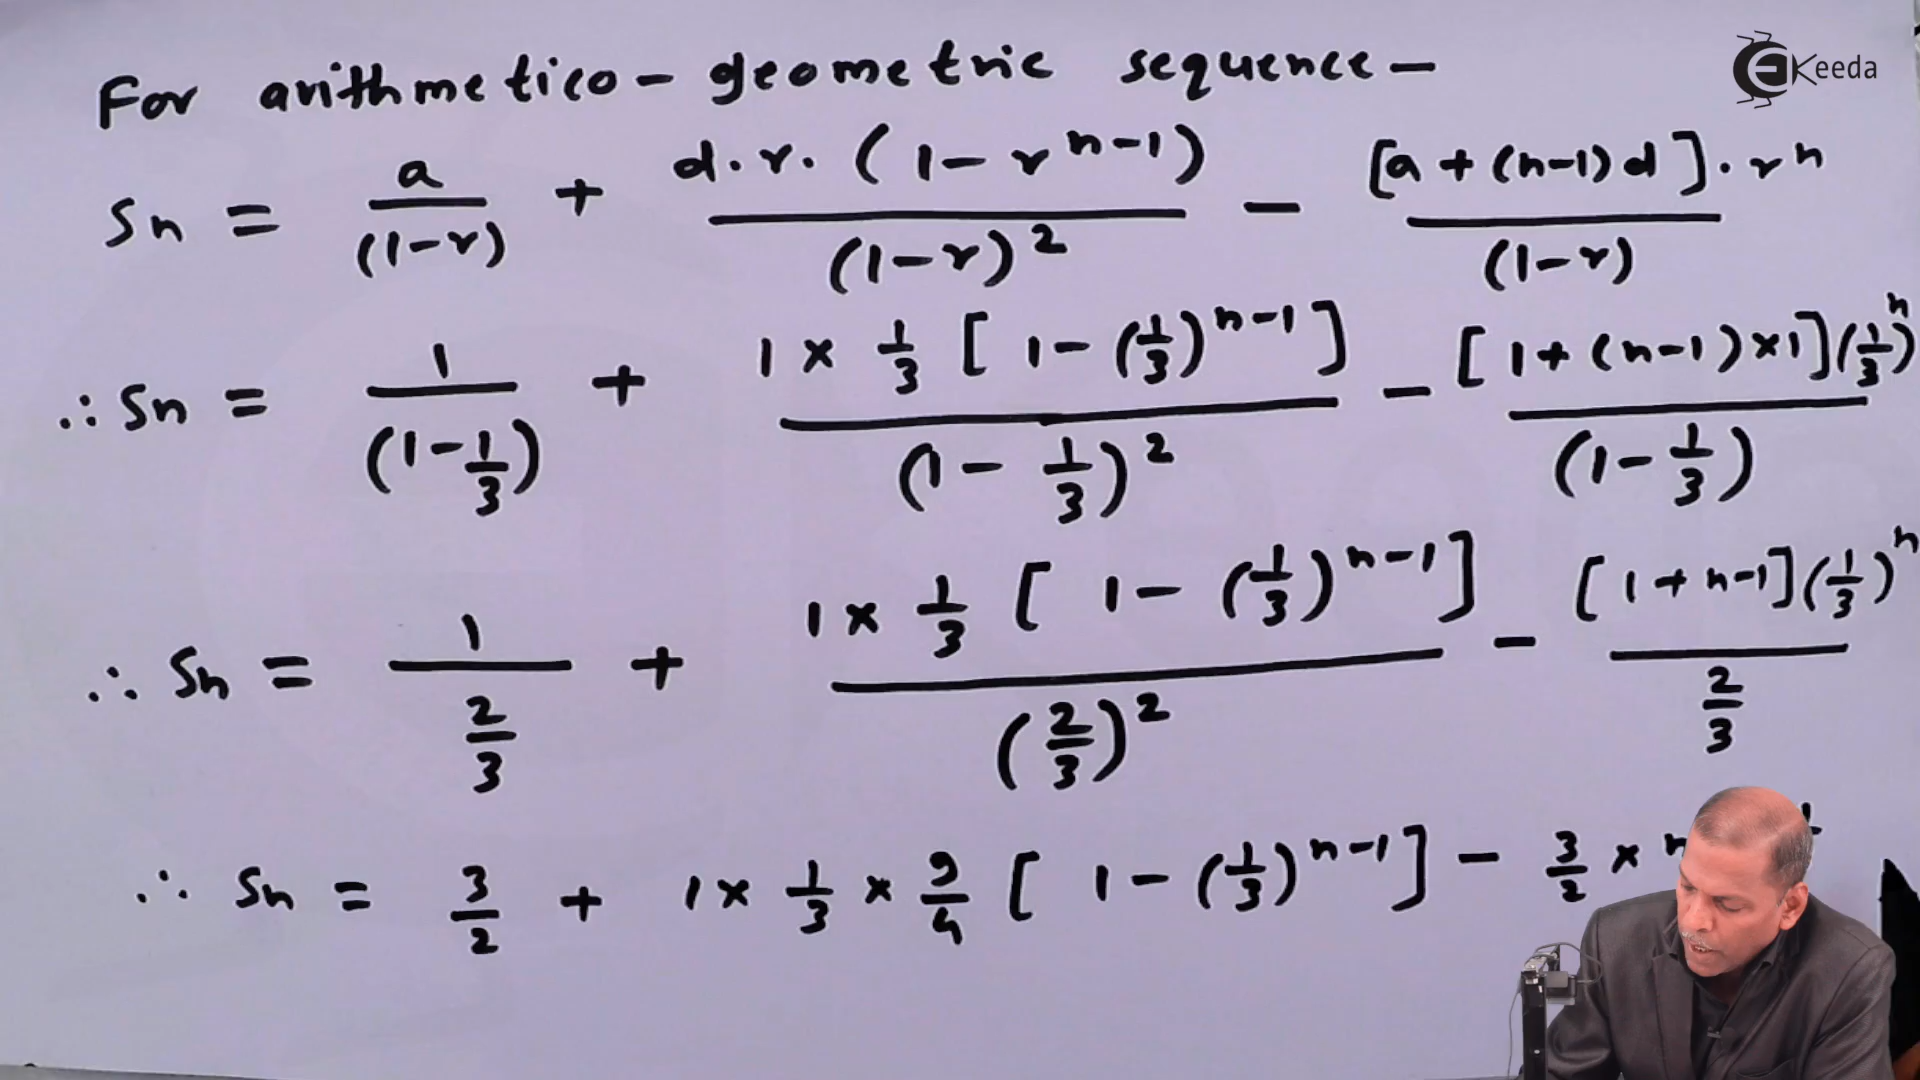 EKeeda
For arithmetico - geometric sequence -
Sn = a/(1-r) + d.r.(1-r^(n-1))/(1-r)^2 - [a+(n-1)d].r^n/(1-r)
∴ Sn = 1/(1-1/3) + 1×1/3[1-(1/3)^(n-1)]/(1-1/3)^2 - [1+(n-1)×1](1/3)^n/(1-1/3)
∴ Sn = 1/(2/3) + 1×1/3[1-(1/3)^(n-1)]/(2/3)^2 - [1+n-1](1/3)^n/(2/3)
∴ Sn = 3/2 + 1×1/3×9/4[1-(1/3)^(n-1)] - 3/2×n